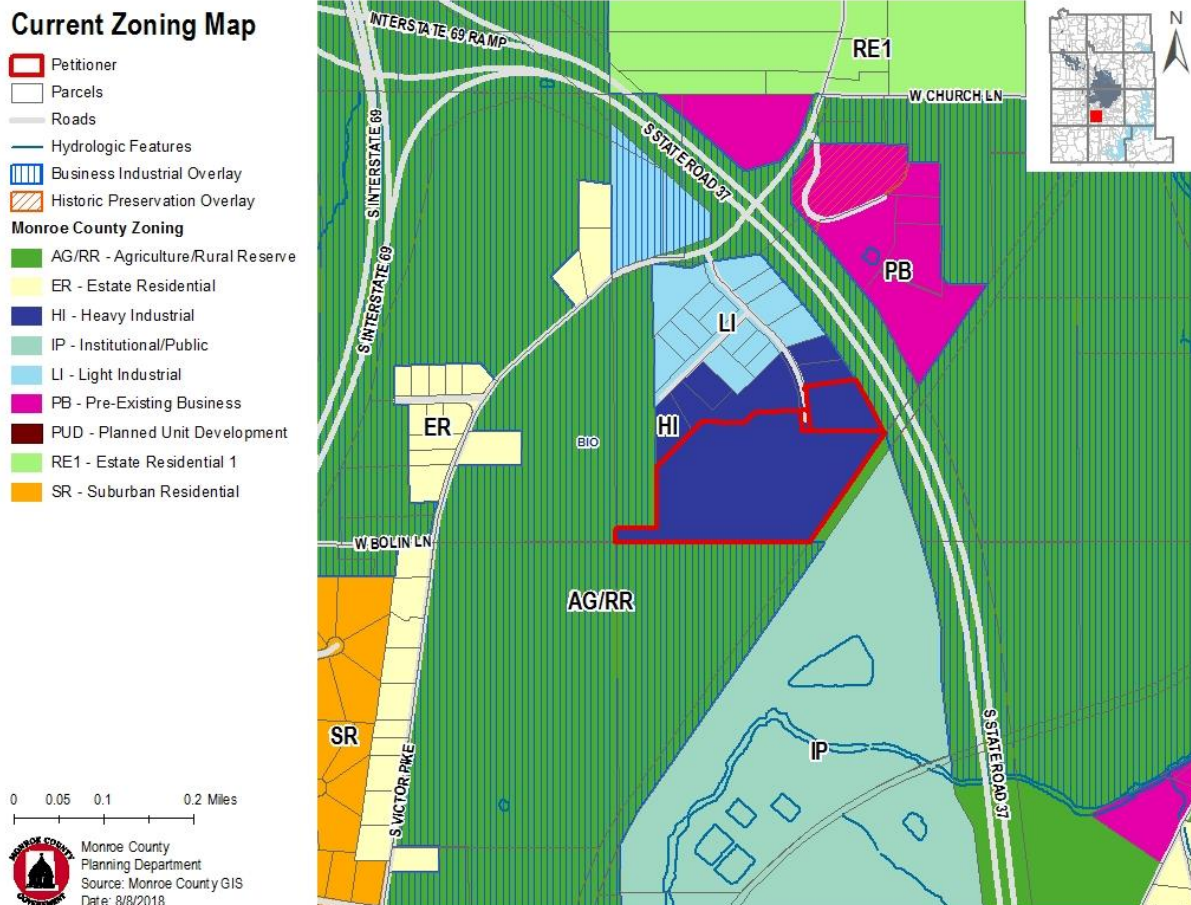 Current Zoning Map
Petitioner
Parcels
Roads
Hydrologic Features
Business Industrial Overlay
Historic Preservation Overlay
Monroe County Zoning
AG/RR - Agriculture/Rural Reserve
ER - Estate Residential
HI - Heavy Industrial
IP - Institutional/Public
LI - Light Industrial
PB - Pre-Existing Business
PUD - Planned Unit Development
RE1 - Estate Residential 1
SR - Suburban Residential
0 0.05 0.1 0.2 Miles
MONROE COUNTY
GOVERNMENT
Monroe County
Planning Department
Source: Monroe County GIS
Date: 8/8/2018
INTERSTATE 69 RAMP
RE1
N
W CHURCH LN
S INTERSTATE 69
S STATE ROAD 37
PB
S INTERSTATE 69
LI
HI
ER
BIO
W BOLIN LN
AG/RR
SR
IP
S STATE ROAD 37
S VICTOR PIKE